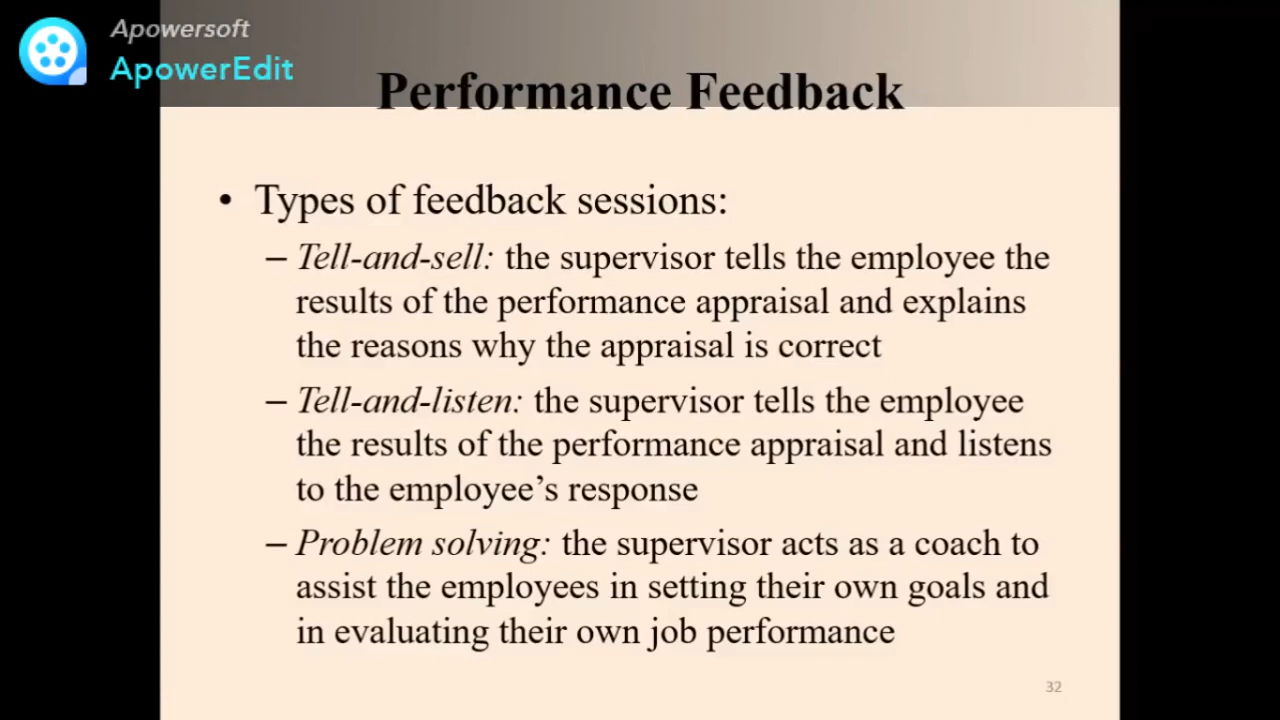 Apowersoft
ApowerEdit
Performance Feedback
• Types of feedback sessions:
– Tell-and-sell: the supervisor tells the employee the
results of the performance appraisal and explains
the reasons why the appraisal is correct
– Tell-and-listen: the supervisor tells the employee
the results of the performance appraisal and listens
to the employee’s response
– Problem solving: the supervisor acts as a coach to
assist the employees in setting their own goals and
in evaluating their own job performance
32